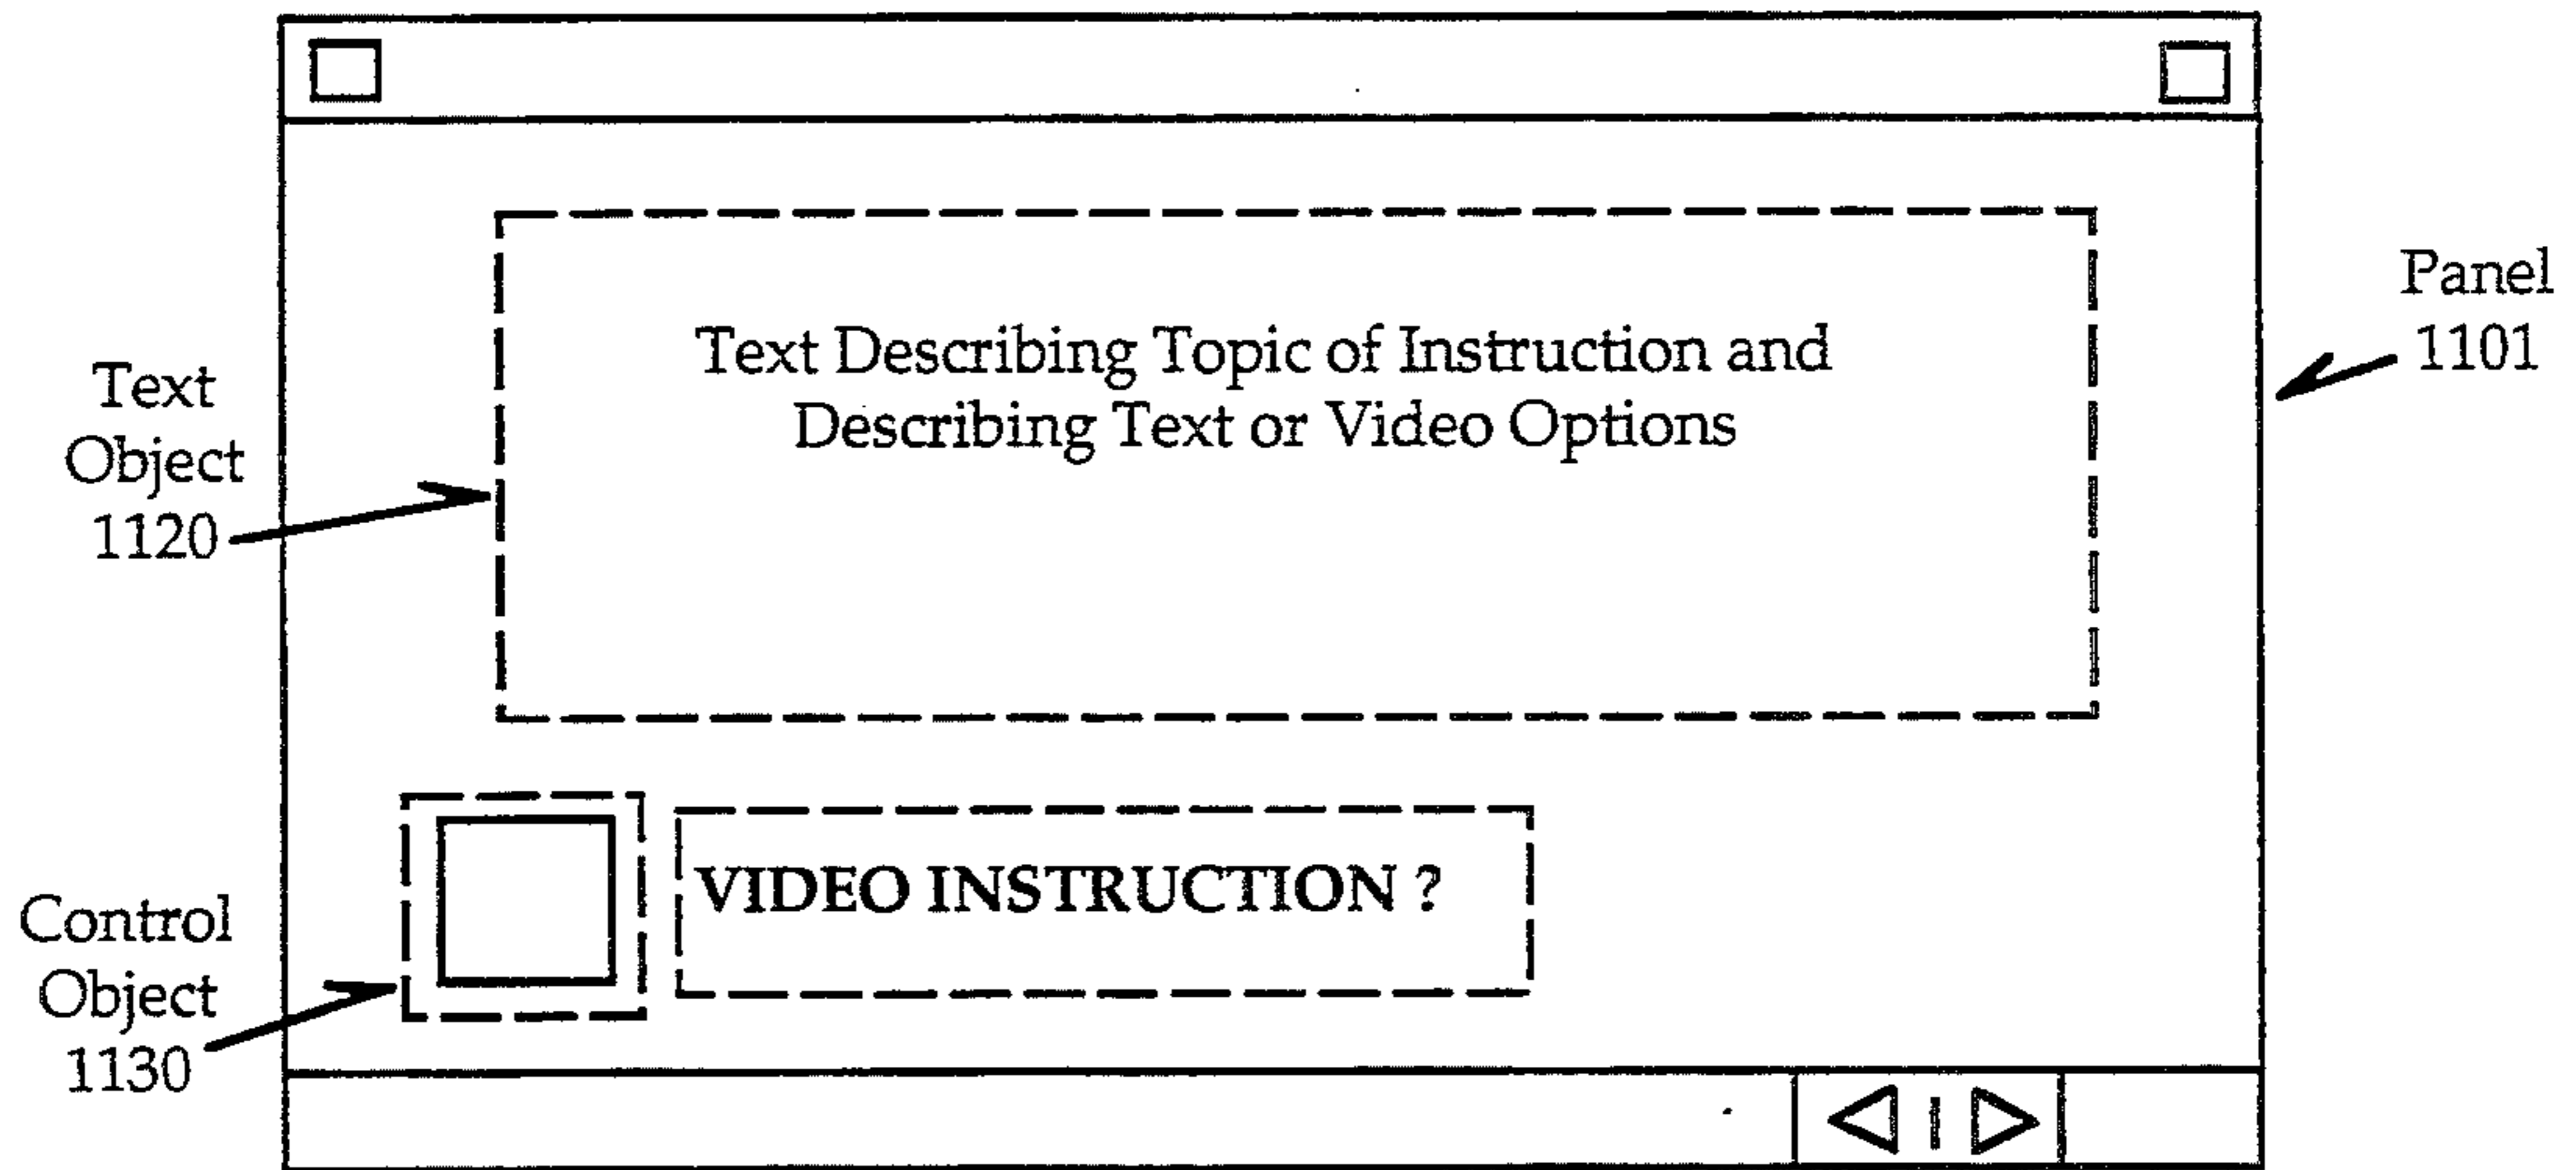 Panel
1101
Text Describing Topic of Instruction and
Describing Text or Video Options
Text
Object
1120
VIDEO INSTRUCTION ?
Control
Object
1130